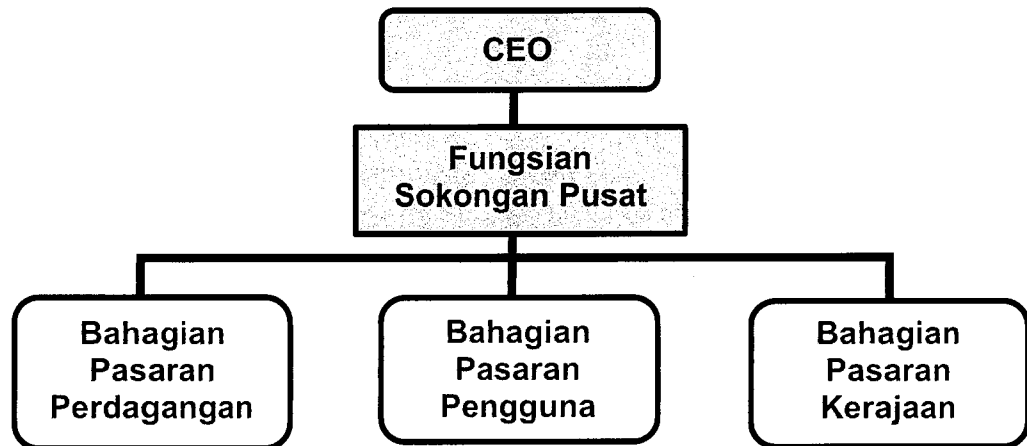 CEO
Fungsian
Sokongan Pusat
Bahagian
Pasaran
Perdagangan
Bahagian
Pasaran
Pengguna
Bahagian
Pasaran
Kerajaan